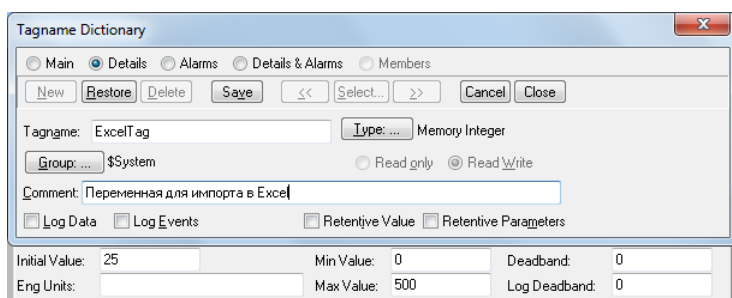 Tagname Dictionary
Main Details Alarms Details & Alarms Members
New Restore Delete Save << Select... >> Cancel Close
Tagname: ExcelTag Type: ... Memory Integer
Group: ... $System Read only Read Write
Comment: Переменная для импорта в Excel
Log Data Log Events Retentive Value Retentive Parameters
Initial Value: 25 Min Value: 0 Deadband: 0
Eng Units: Max Value: 500 Log Deadband: 0